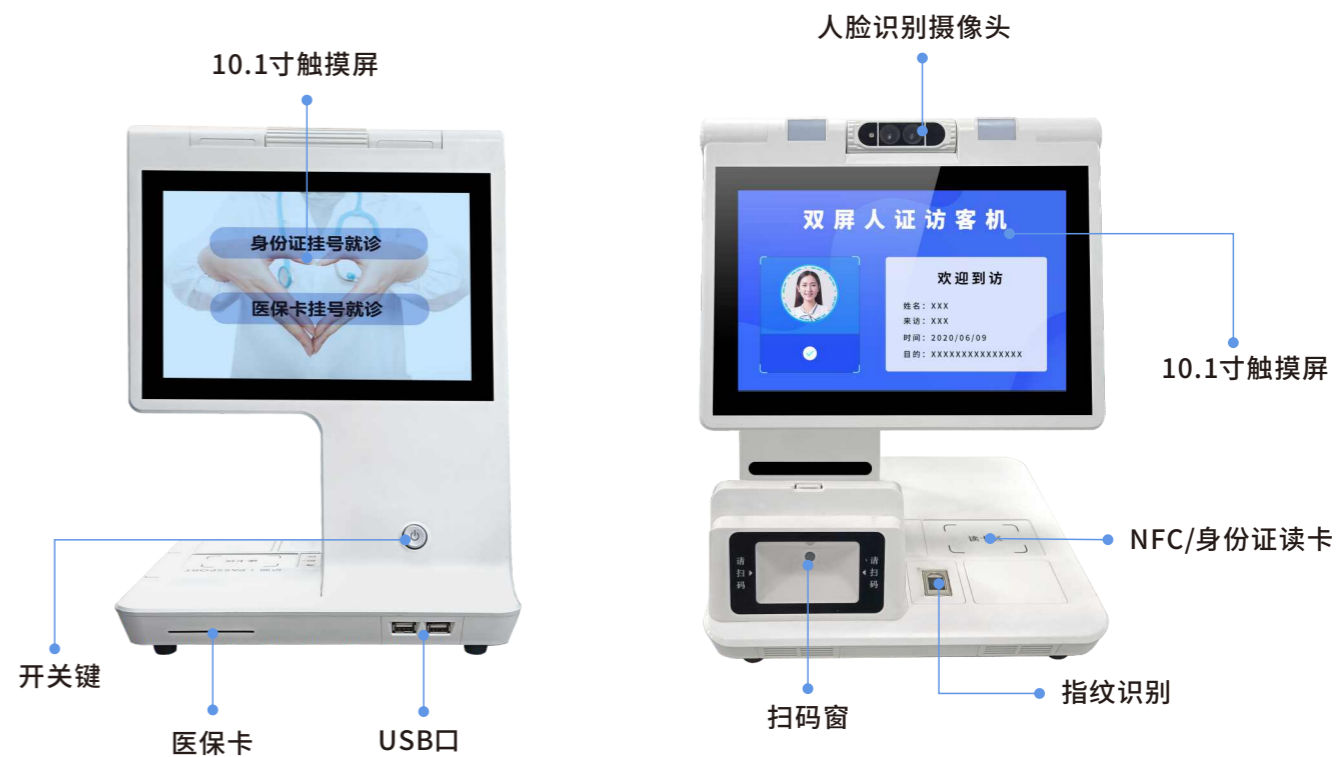 10.1寸触摸屏
身份证挂号就诊
医保卡挂号就诊
开关键
医保卡
USB口
人脸识别摄像头
双屏人证访客机
欢迎到访
姓名：XXX
来访：XXX
时间：2020/06/09
目的：XXXXXXXXXXXXXXX
10.1寸触摸屏
NFC/身份证读卡
请扫码
请扫码
指纹识别
扫码窗